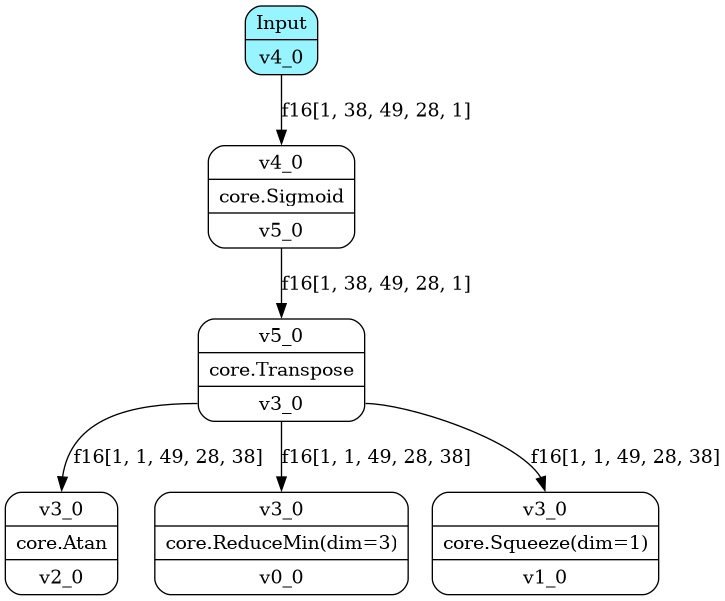 Input
v4_0
f16[1, 38, 49, 28, 1]
v4_0
core.Sigmoid
v5_0
f16[1, 38, 49, 28, 1]
v5_0
core.Transpose
v3_0
f16[1, 1, 49, 28, 38]
f16[1, 1, 49, 28, 38]
f16[1, 1, 49, 28, 38]
v3_0
core.Atan
v2_0
v3_0
core.ReduceMin(dim=3)
v0_0
v3_0
core.Squeeze(dim=1)
v1_0